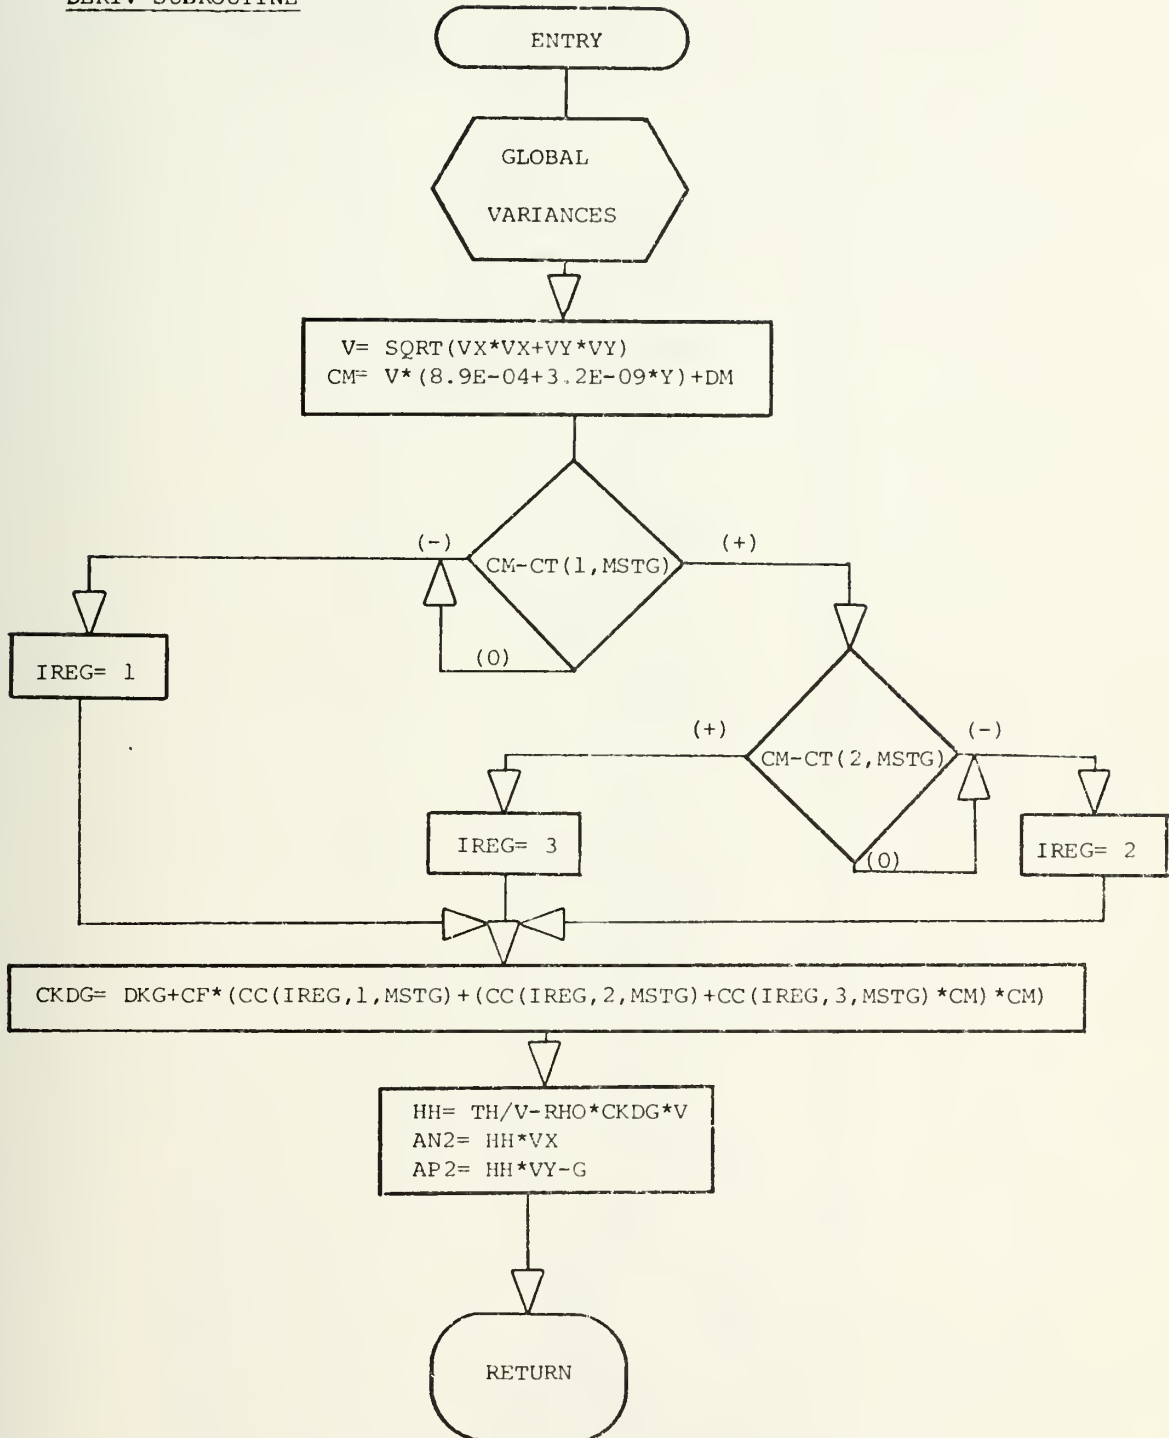 DERIV SUBROUTINE
ENTRY
GLOBAL
VARIANCES
V= SQRT(VX*VX+VY*VY)
CM= V*(8.9E-04+3.2E-09*Y)+DM
(-)
CM-CT(1,MSTG)
(+)
(0)
IREG= 1
(+)
CM-CT(2,MSTG)
(-)
(0)
IREG= 3
IREG= 2
CKDG= DKG+CF*(CC(IREG,1,MSTG)+(CC(IREG,2,MSTG)+CC(IREG,3,MSTG)*CM)*CM)
HH= TH/V-RHO*CKDG*V
AN2= HH*VX
AP2= HH*VY-G
RETURN